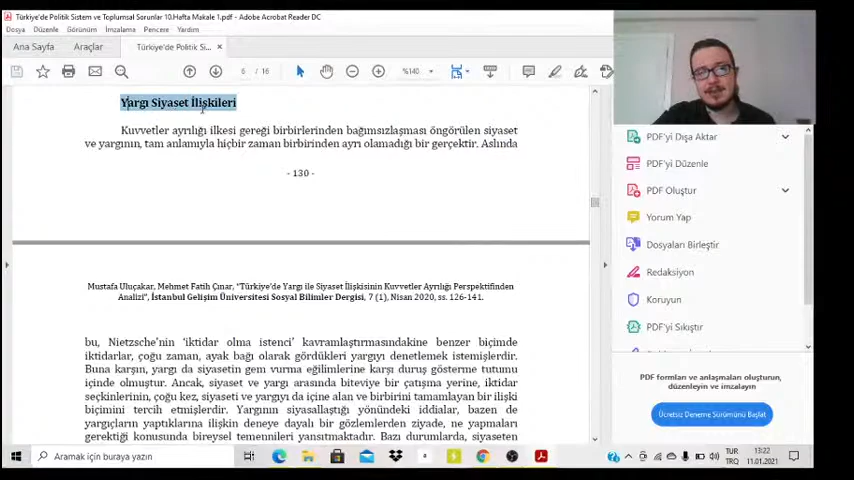 Türkiye'de Politik Sistem ve Toplumsal Sorunlar 10.Hafta Makale 1.pdf - Adobe Acrobat Reader DC
Dosya Düzenle Görünüm İmzalama Pencere Yardım
Ana Sayfa Araçlar Türkiye'de Politik Si... ×
6 / 16 %140
Yargı Siyaset İlişkileri
Kuvvetler ayrılığı ilkesi gereği birbirlerinden bağımsızlaşması öngörülen siyaset
ve yargının, tam anlamıyla hiçbir zaman birbirinden ayrı olamadığı bir gerçektir. Aslında
- 130 -
Mustafa Uluçakar, Mehmet Fatih Çınar, "Türkiye'de Yargı ile Siyaset İlişkisinin Kuvvetler Ayrılığı Perspektifinden
Analizi", İstanbul Gelişim Üniversitesi Sosyal Bilimler Dergisi, 7 (1), Nisan 2020, ss. 126-141.
bu, Nietzsche'nin 'iktidar olma istenci' kavramlaştırmasındakine benzer biçimde
iktidarlar, çoğu zaman, ayak bağı olarak gördükleri yargıyı denetlemek istemişlerdir.
Buna karşın, yargı da siyasetin gem vurma eğilimlerine karşı duruş gösterme tutumu
içinde olmuştur. Ancak, siyaset ve yargı arasında biteviye bir çatışma yerine, iktidar
seçkinlerinin, çoğu kez, siyaseti ve yargıyı da içine alan ve birbirini tamamlayan bir ilişki
biçimini tercih etmişlerdir. Yargının siyasallaştığı yönündeki iddialar, bazen de
yargıçların yaptıklarına ilişkin deneye dayalı bir gözlemlerden ziyade, ne yapmaları
gerektiği konusunda bireysel temennileri yansıtmaktadır. Bazı durumlarda, siyasetten
PDF'yi Dışa Aktar
PDF'yi Düzenle
PDF Oluştur
Yorum Yap
Dosyaları Birleştir
Redaksiyon
Koruyun
PDF'yi Sıkıştır
PDF formları ve anlaşmaları oluşturun,
düzenleyin ve imzalayın
Ücretsiz Deneme Sürümünü Başlat
Aramak için buraya yazın
TUR 13:22
TRQ 11.01.2021